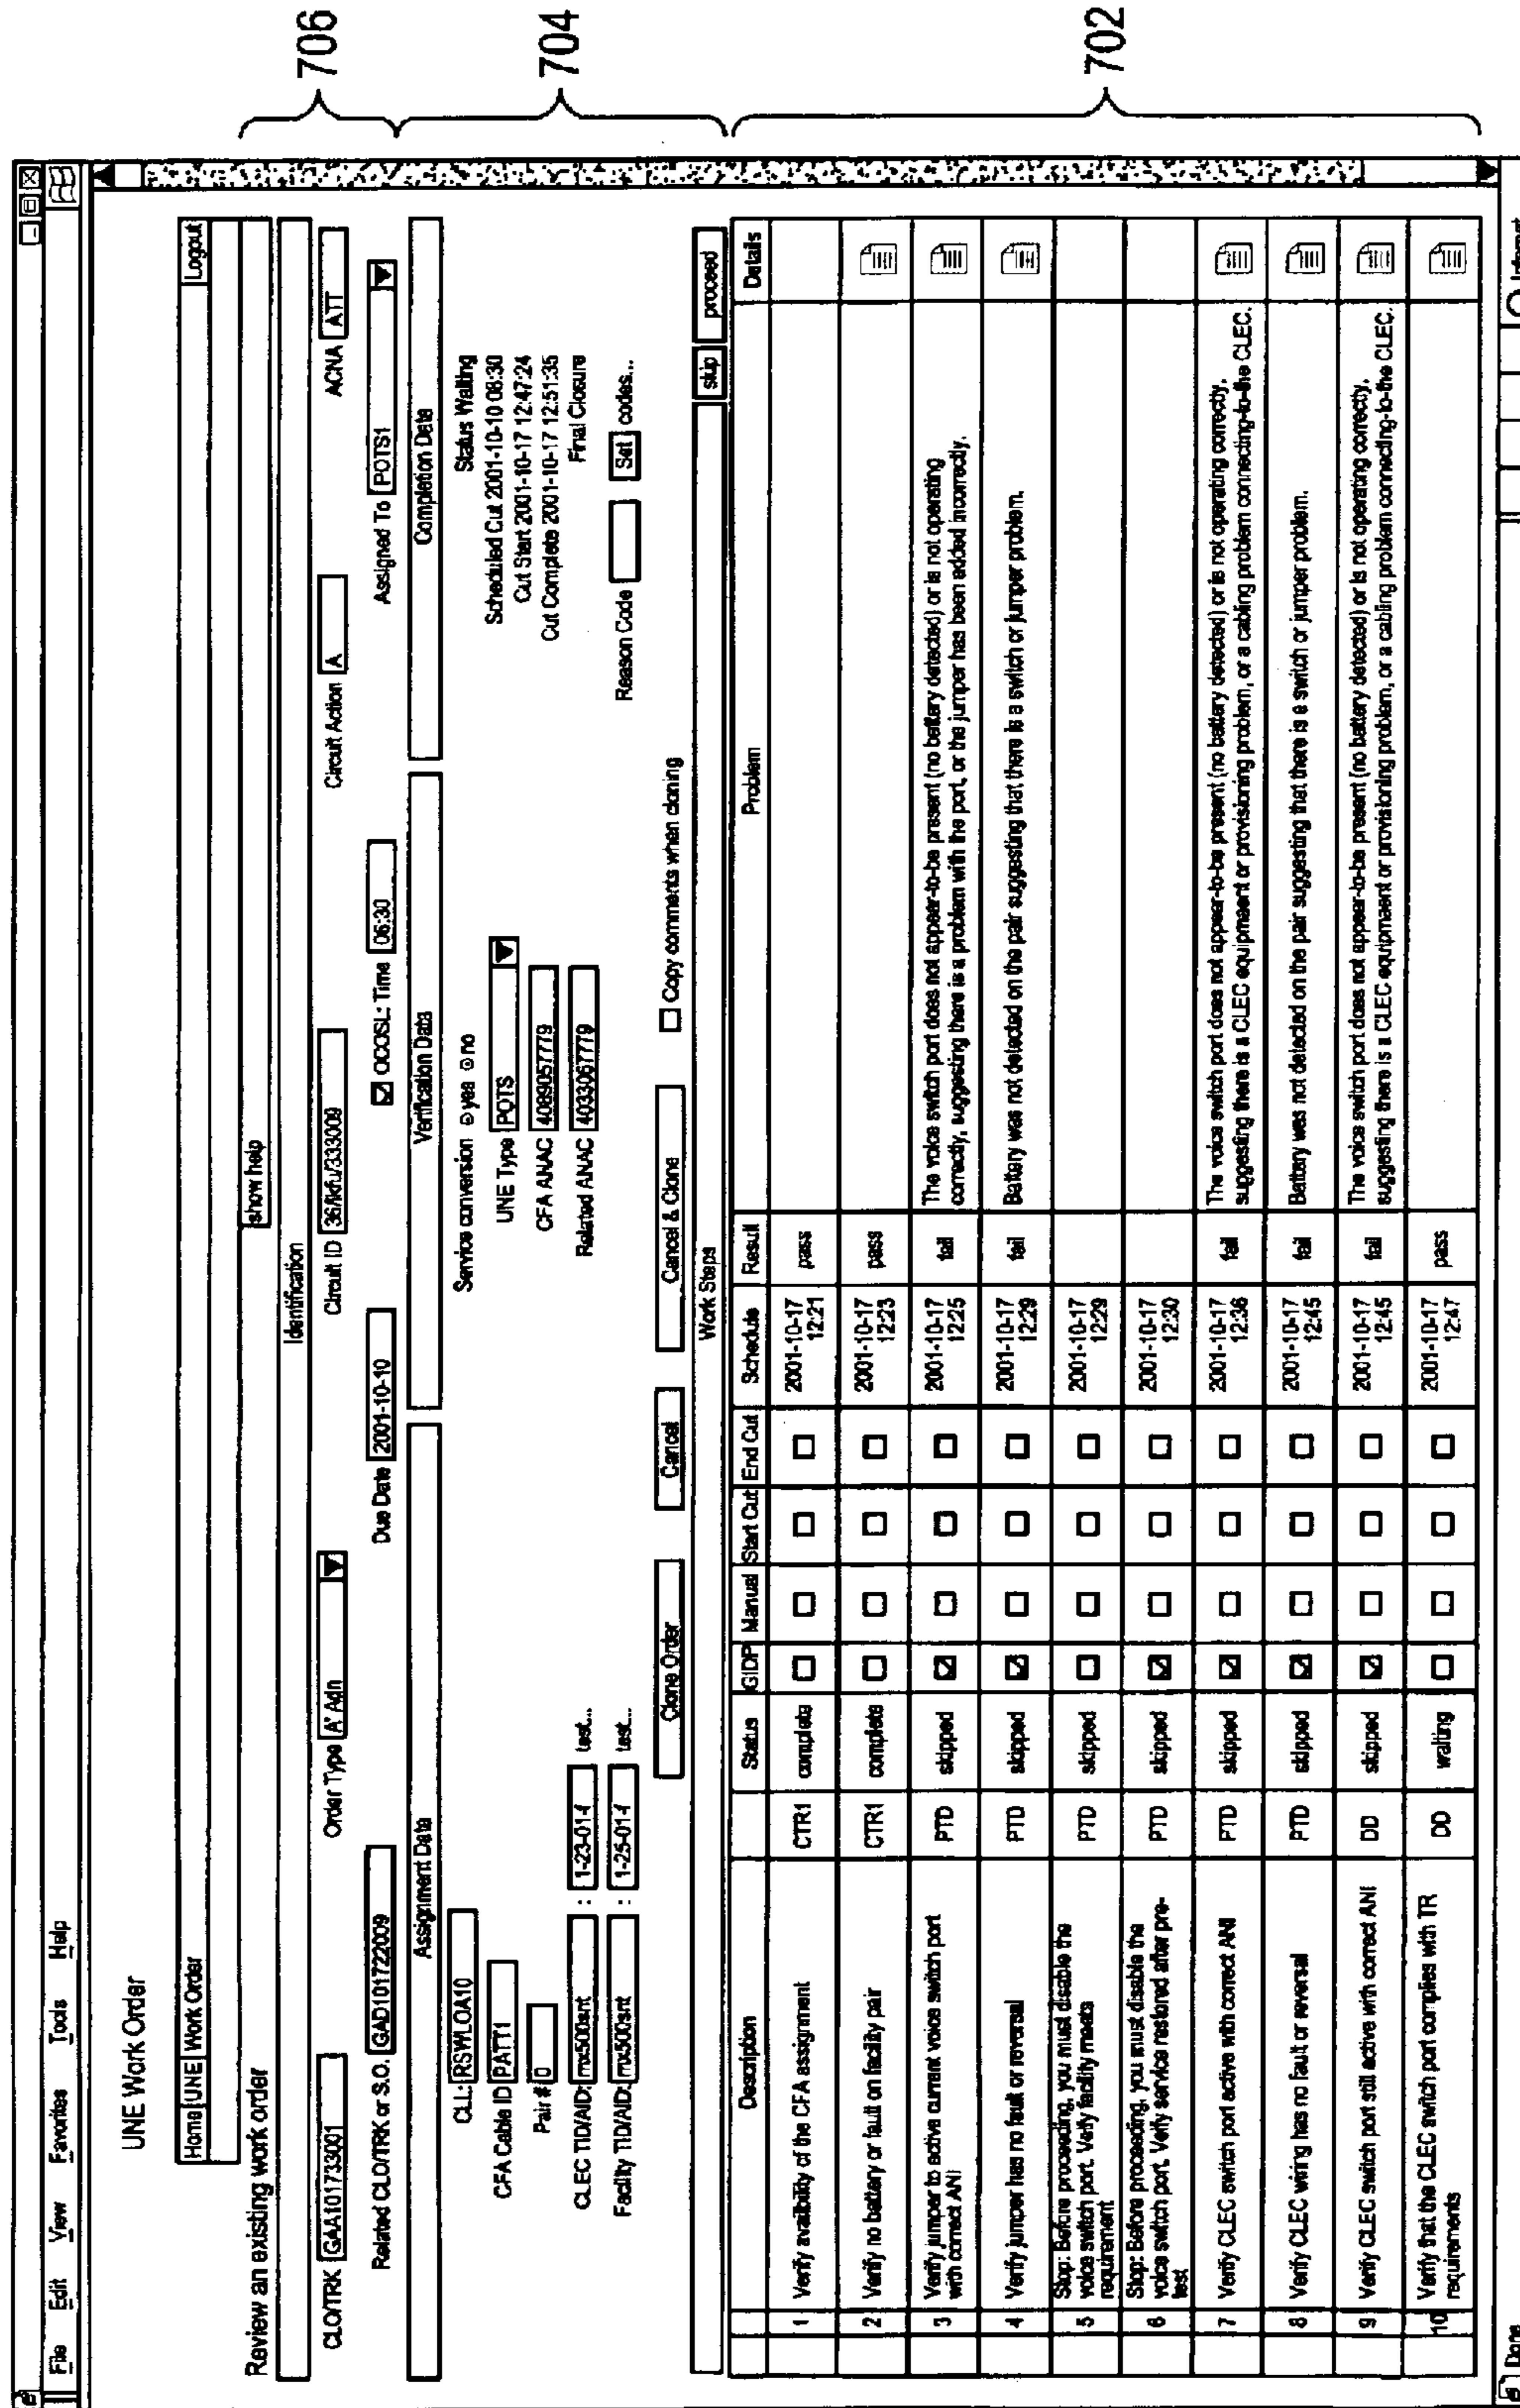 File Edit View Favorites Tools Help
UNE Work Order
Home UNE Work Order Logout
Review an existing work order
show help
Identification
CLO/TRK GAA101733001 Order Type 'A' Adn Circuit ID 36/kfu/333009 Circuit Action A ACNA ATT
Related CLO/TRK or S.O. GAD101722009 Due Date 2001-10-10 OCOSL: Time 06:30 Assigned To POTS1
Assignment Data Verification Data Completion Data
CLL: RSWLOA10 Service conversion yes no Status Waiting
CFA Cable ID PATT1 UNE Type POTS Scheduled Cut 2001-10-10 08:30
Pair # 0 CFA ANAC 4089057779 Cut Start 2001-10-17 12:47:24
CLEC TID/AID: mx500snt : 1-23-01-f test... Related ANAC 4033067779 Cut Complete 2001-10-17 12:51:35
Final Closure
Facility TID/AID: mx500snt : 1-25-01-f test... Reason Code Set codes...
Clone Order Cancel Cancel & Clone Copy comments when cloning
Work Steps skip proceed
Description Status GIDP Manual Start Cut End Cut Schedule Result Problem Details
1 Verify availbility of the CFA assignment CTR1 complete 2001-10-17 pass
12:21
2 Verify no battery or fault on facility pair CTR1 complete 2001-10-17 pass
12:23
3 Verify jumper to active current voice switch port PTD skipped 2001-10-17 fail The voice switch port does not appear-to-be present (no battery detected) or is not operating
with correct ANI 12:25 correctly, suggesting there is a problem with the port, or the jumper has been added incorrectly.
4 Verify jumper has no fault or reversal PTD skipped 2001-10-17 fail Battery was not detected on the pair suggesting that there is a switch or jumper problem.
12:29
5 Stop: Before proceeding, you must disable the PTD skipped 2001-10-17
voice switch port. Verify facility meets 12:29
requirement
6 Stop: Before proceeding, you must disable the PTD skipped 2001-10-17
voice switch port. Verify service restored after pre- 12:30
test
7 Verify CLEC switch port active with correct ANI PTD skipped 2001-10-17 fail The voice switch port does not appear-to-be present (no battery detected) or is not operating correctly,
12:36 suggesting there is a CLEC equipmaent or provisioning problem, or a cabling problem connecting-to-the CLEC.
8 Verify CLEC wiring has no fault or reversal PTD skipped 2001-10-17 fail Battery was not detected on the pair suggesting that there is a switch or jumper problem.
12:45
9 Verify CLEC switch port still active with correct ANI DD skipped 2001-10-17 fail The voice switch port does not appear-to-be present (no battery detected) or is not operating correctly,
12:45 suggesting there is a CLEC equipmaent or provisioning problem, or a cabling problem connecting-to-the CLEC.
10 Verify that the CLEC switch port complies with TR DD waiting 2001-10-17 pass
requirements 12:47
Done Internet
706
704
702